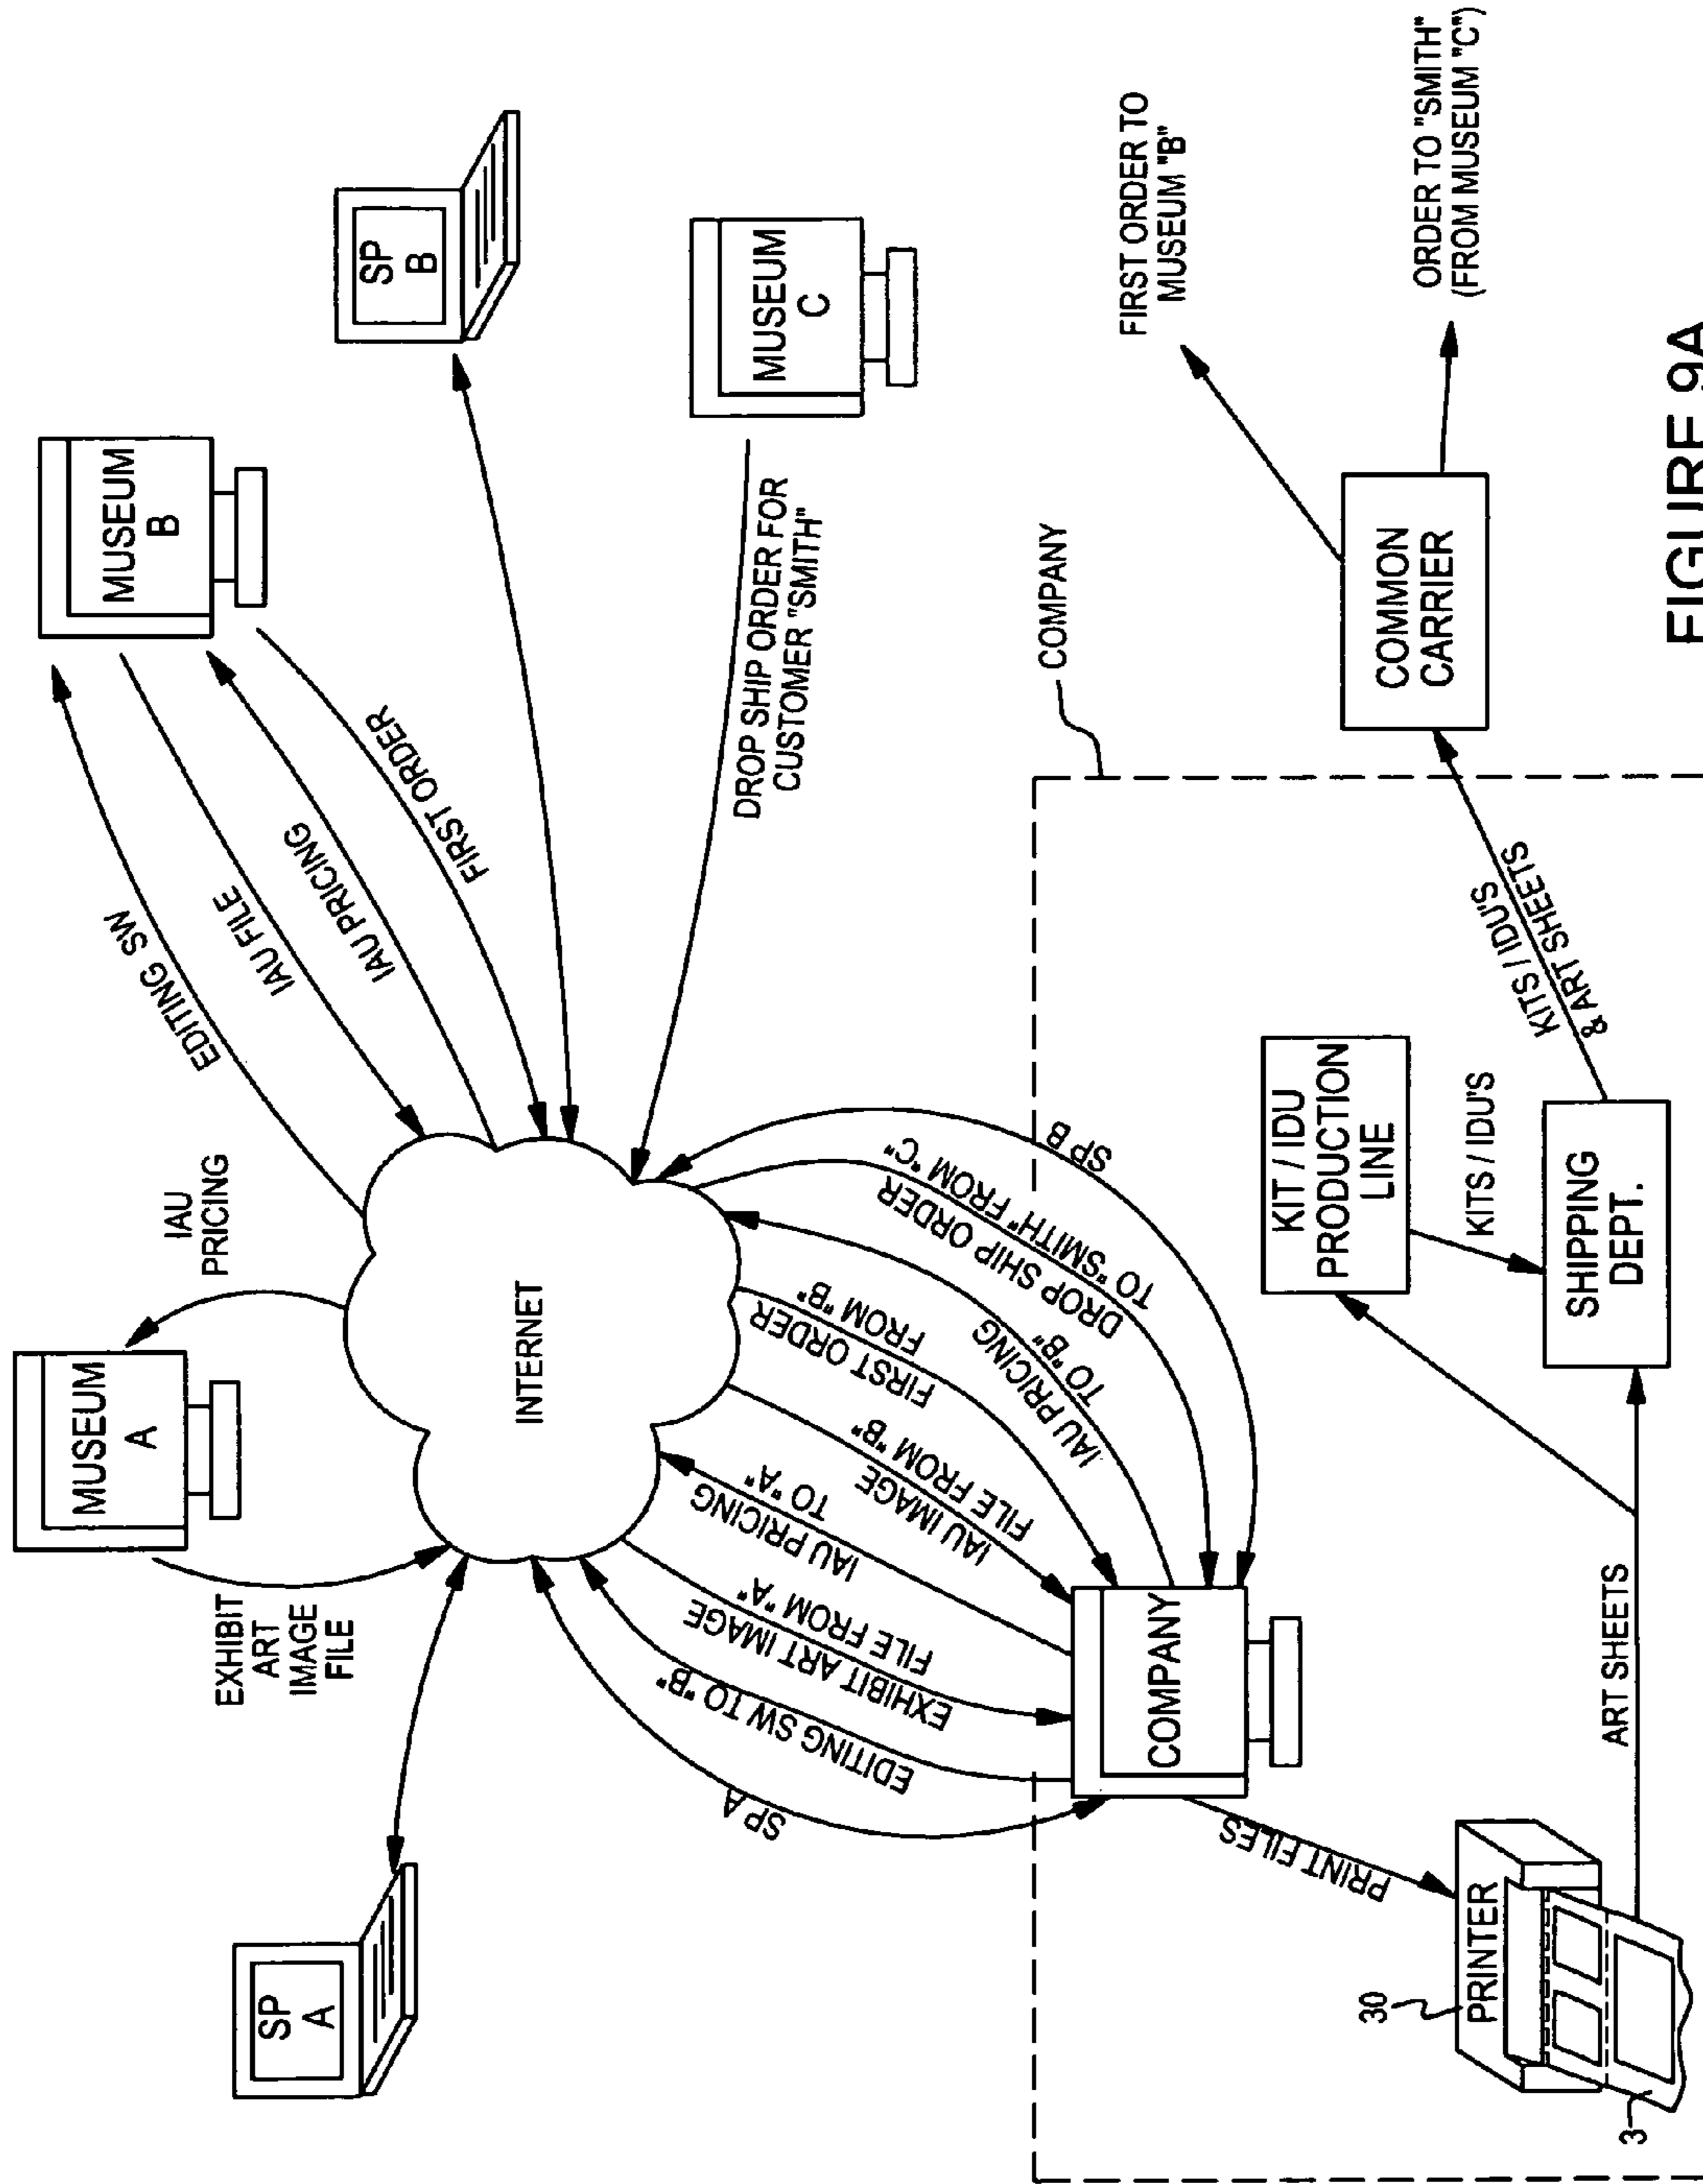 SP
A
MUSEUM
A
EXHIBIT
ART
IMAGE
FILE
IAU
PRICING
MUSEUM
B
EDITING SW
IAU FILE
IAU PRICING
FIRST ORDER
SP
B
MUSEUM
C
DROP SHIP ORDER FOR
CUSTOMER "SMITH"
INTERNET
SP A
EDITING SW TO "B"
EXHIBIT ART IMAGE
FILE FROM "A"
IAU PRICING
TO "A"
IAU IMAGE
FILE FROM "B"
FIRST ORDER
FROM "B"
IAU PRICING
TO "B"
DROP SHIP ORDER
TO "SMITH" FROM "C"
SP B
COMPANY
COMPANY
PRINT FILES
30
PRINTER
3
ART SHEETS
KIT / IDU
PRODUCTION
LINE
KITS / IDU'S
SHIPPING
DEPT.
KITS / IDU'S
& ART SHEETS
COMMON
CARRIER
FIRST ORDER TO
MUSEUM "B"
ORDER TO "SMITH"
(FROM MUSEUM "C")
FIGURE 9A